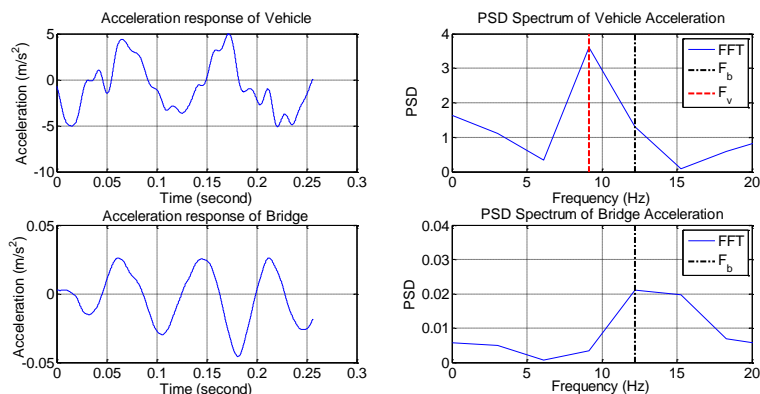 Acceleration response of Vehicle
Acceleration (m/s²)
5
0
-5
-10
0 0.05 0.1 0.15 0.2 0.25 0.3
Time (second)
PSD Spectrum of Vehicle Acceleration
PSD
4
3
2
1
0
0 5 10 15 20
Frequency (Hz)
FFT
F_b
F_v
Acceleration response of Bridge
Acceleration (m/s²)
0.05
0
-0.05
0 0.05 0.1 0.15 0.2 0.25 0.3
Time (second)
PSD Spectrum of Bridge Acceleration
PSD
0.04
0.03
0.02
0.01
0
0 5 10 15 20
Frequency (Hz)
FFT
F_b